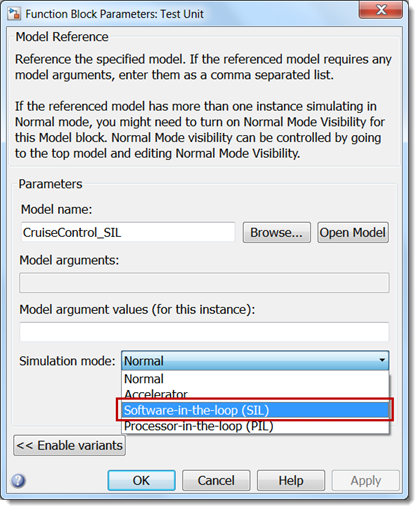 Function Block Parameters: Test Unit
Model Reference
Reference the specified model. If the referenced model requires any
model arguments, enter them as a comma separated list.
If the referenced model has more than one instance simulating in
Normal mode, you might need to turn on Normal Mode Visibility for
this Model block. Normal Mode visibility can be controlled by going
to the top model and editing Normal Mode Visibility.
Parameters
Model name:
CruiseControl_SIL Browse... Open Model
Model arguments:
Model argument values (for this instance):
Simulation mode: Normal
Normal
Accelerator
Software-in-the-loop (SIL)
Processor-in-the-loop (PIL)
<< Enable variants
OK Cancel Help Apply